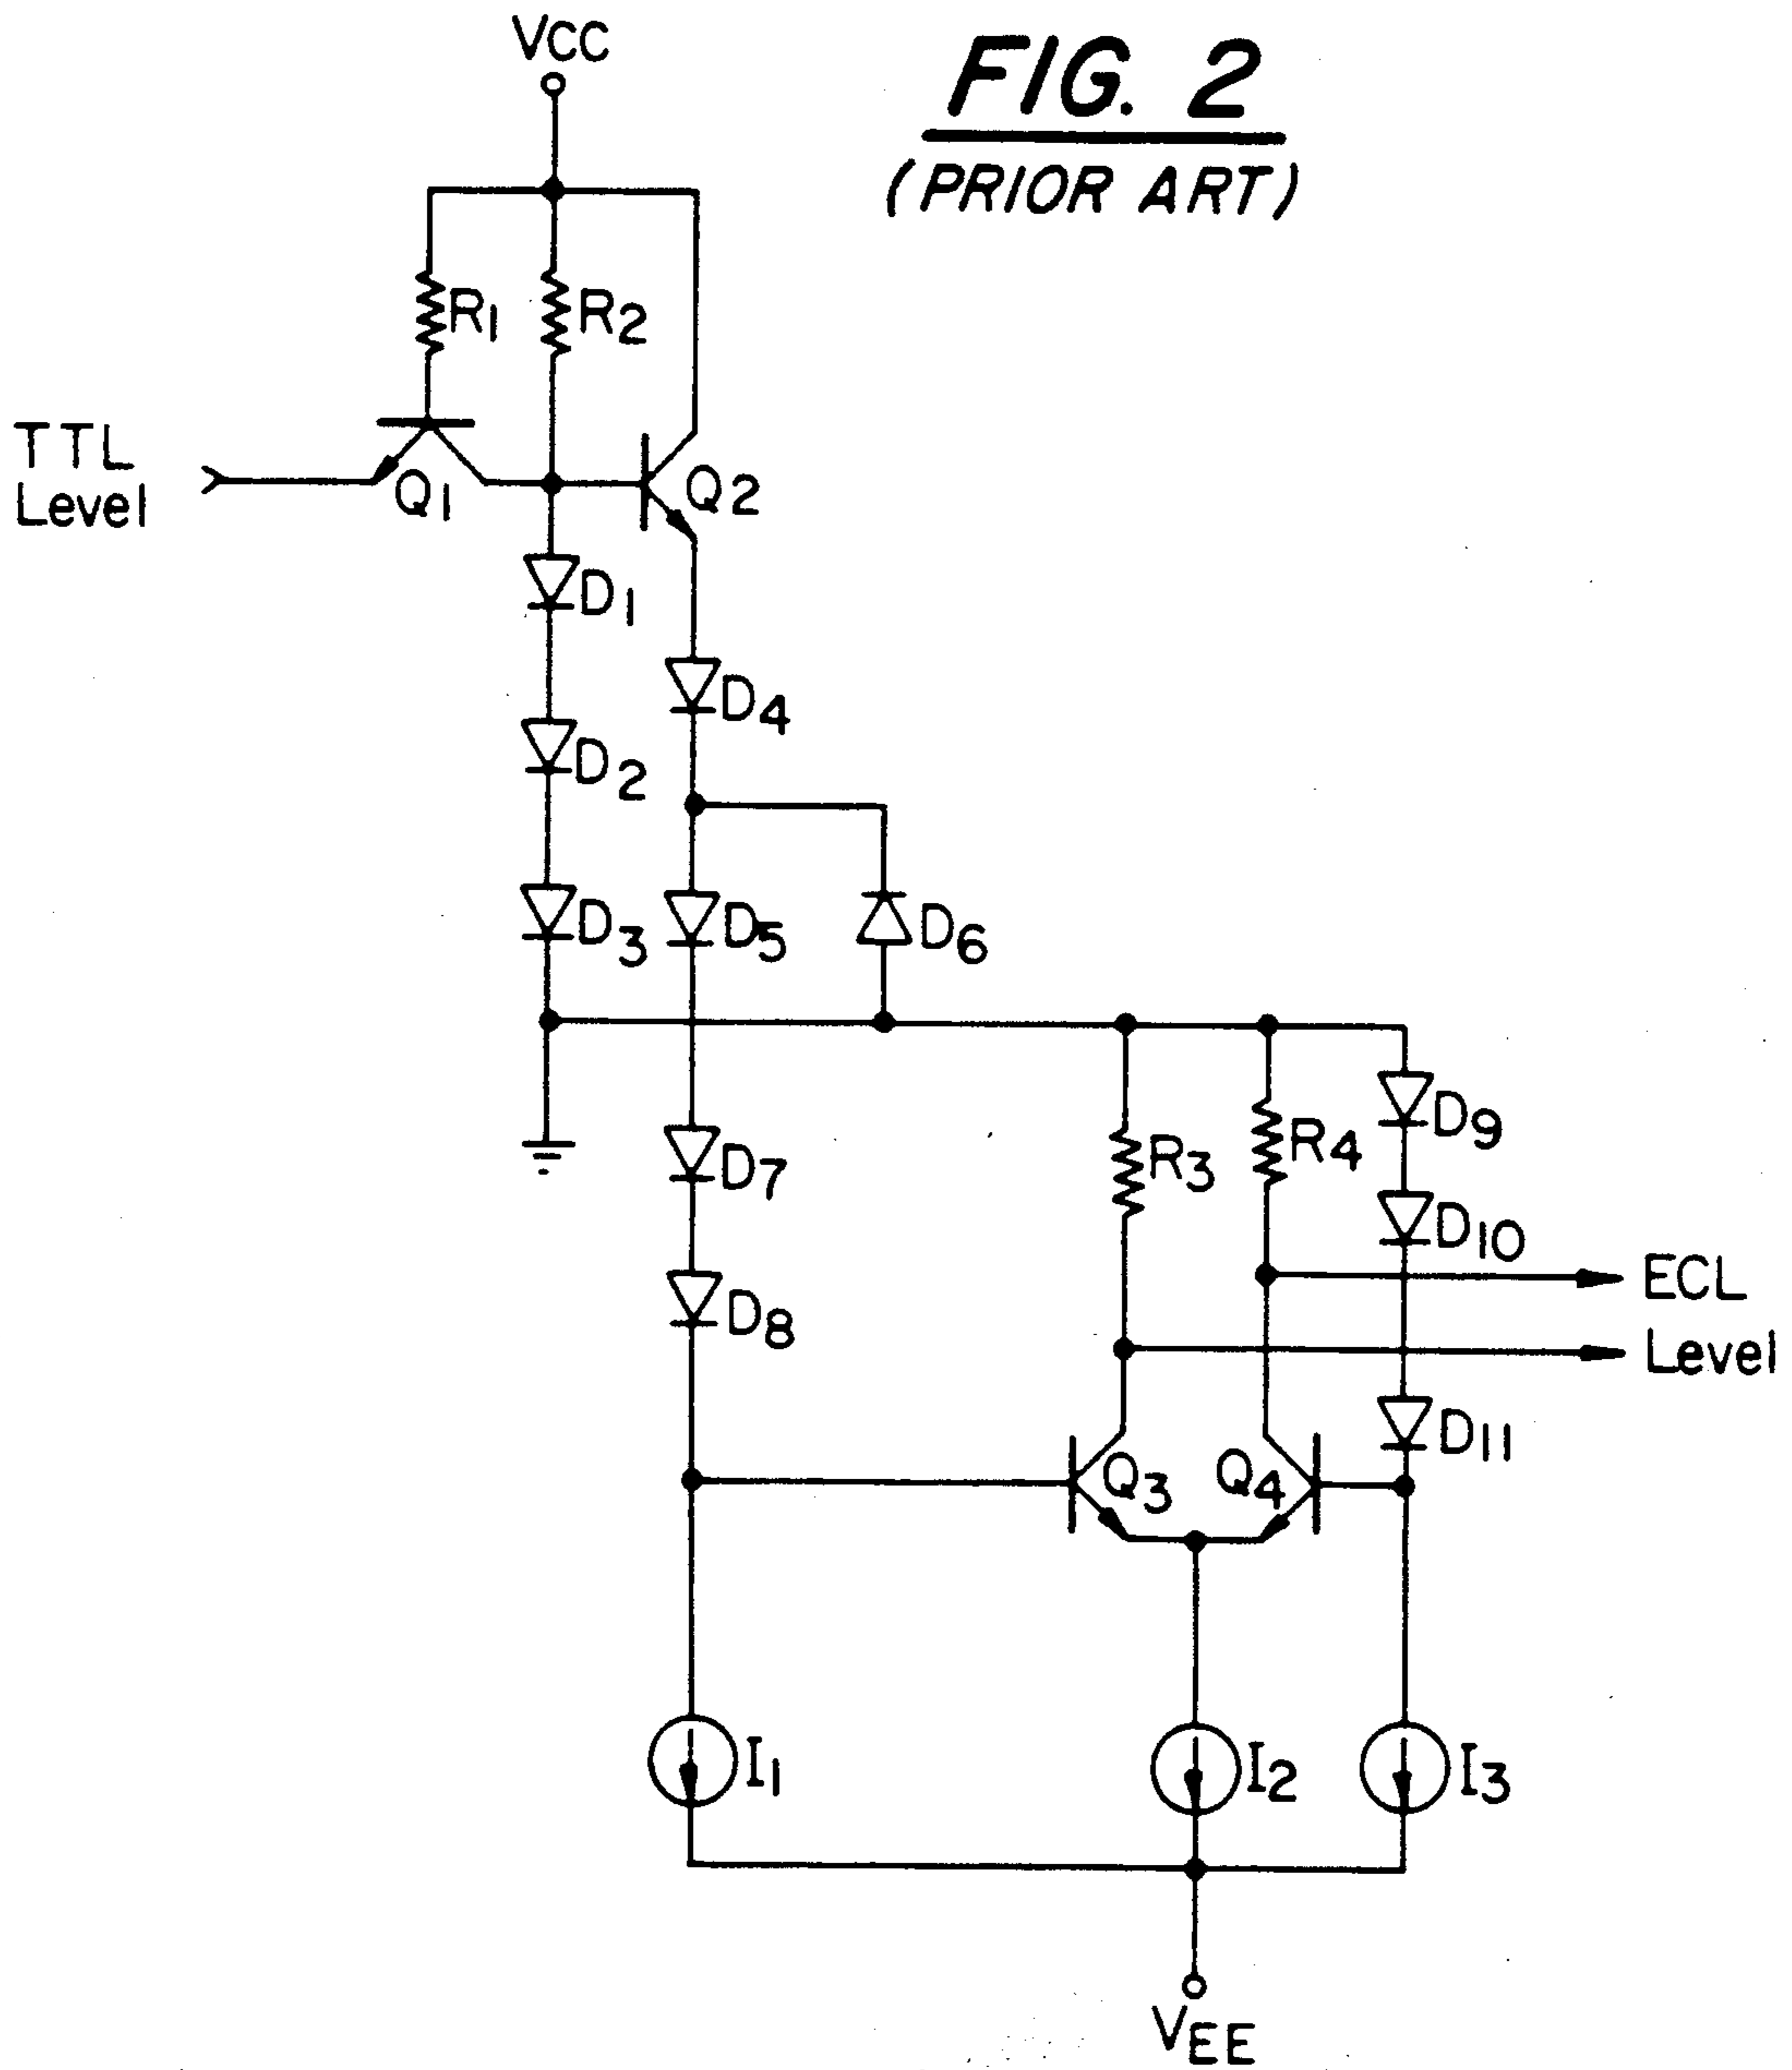 VCC
FIG. 2
(PRIOR ART)
R1
R2
TTL
Level
Q1
Q2
D1
D4
D2
D3
D5
D6
D9
R3
R4
D7
D10
ECL
D8
Level
D11
Q3
Q4
I1
I2
I3
VEE